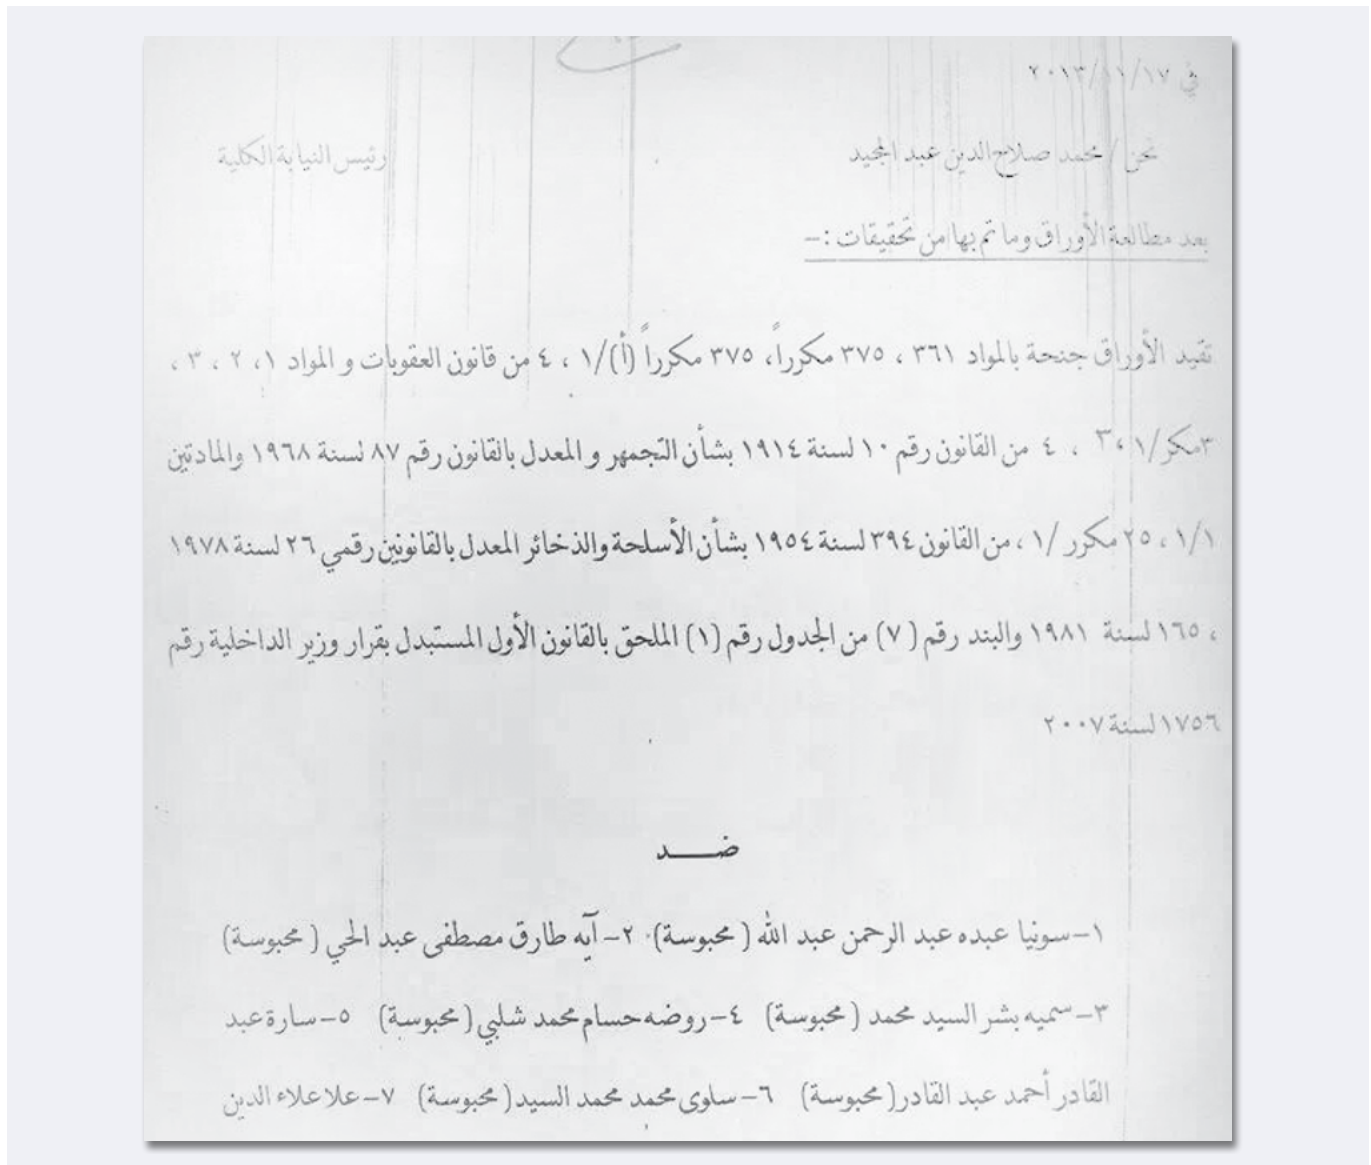 في ٢٠١٣/١١/١٧
نحن / محمد صلاح الدين عبد المجيد رئيس النيابة الكلية
بعد مطالعة الأوراق وما تم بها من تحقيقات :-
تقيد الأوراق جنحة بالمواد ٣٦١ ، ٣٧٥ مكرراً، ٣٧٥ مكرراً (أ)/١ ، ٤ من قانون العقوبات و المواد ١، ٢ ، ٣ ،
٣مكر/١ ، ٣ ، ٤ من القانون رقم ١٠ لسنة ١٩١٤ بشأن التجمهر و المعدل بالقانون رقم ٨٧ لسنة ١٩٦٨ والمادتين
١/١ ، ٢٥ مكرر /١ ، من القانون ٣٩٤ لسنة ١٩٥٤ بشأن الأسلحة والذخائر المعدل بالقانونين رقمي ٢٦ لسنة ١٩٧٨
، ١٦٥ لسنة ١٩٨١ والبند رقم (٧) من الجدول رقم (١) الملحق بالقانون الأول المستبدل بقرار وزير الداخلية رقم
١٧٥٦ لسنة ٢٠٠٧
ضـــد
١-سونيا عبده عبد الرحمن عبد الله (محبوسة) ٢-آيه طارق مصطفى عبد الحي (محبوسة)
٣-سميه بشر السيد محمد (محبوسة) ٤-روضه حسام محمد شلبي (محبوسة) ٥-سارة عبد
القادر أحمد عبد القادر(محبوسة) ٦-سلوى محمد محمد السيد(محبوسة) ٧-علا علاء الدين